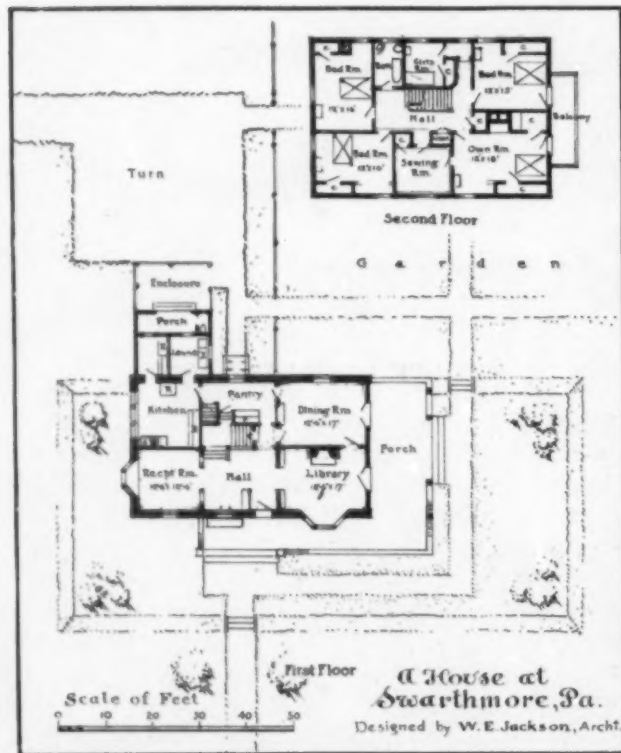 Bed Rm.
Bath
Girls Rm.
Bed Rm.
Hall
Balcony
Bed Rm.
Sewing Rm.
Own Rm.
Second Floor
Turn
Garden
Enclosure
Porch
Kitchen
Pantry
Dining Rm.
Porch
Recpt Rm.
Hall
Library
First Floor
A House at
Swarthmore, Pa.
Scale of Feet
0 10 20 30 40 50
Designed by W. E. Jackson, Archt.